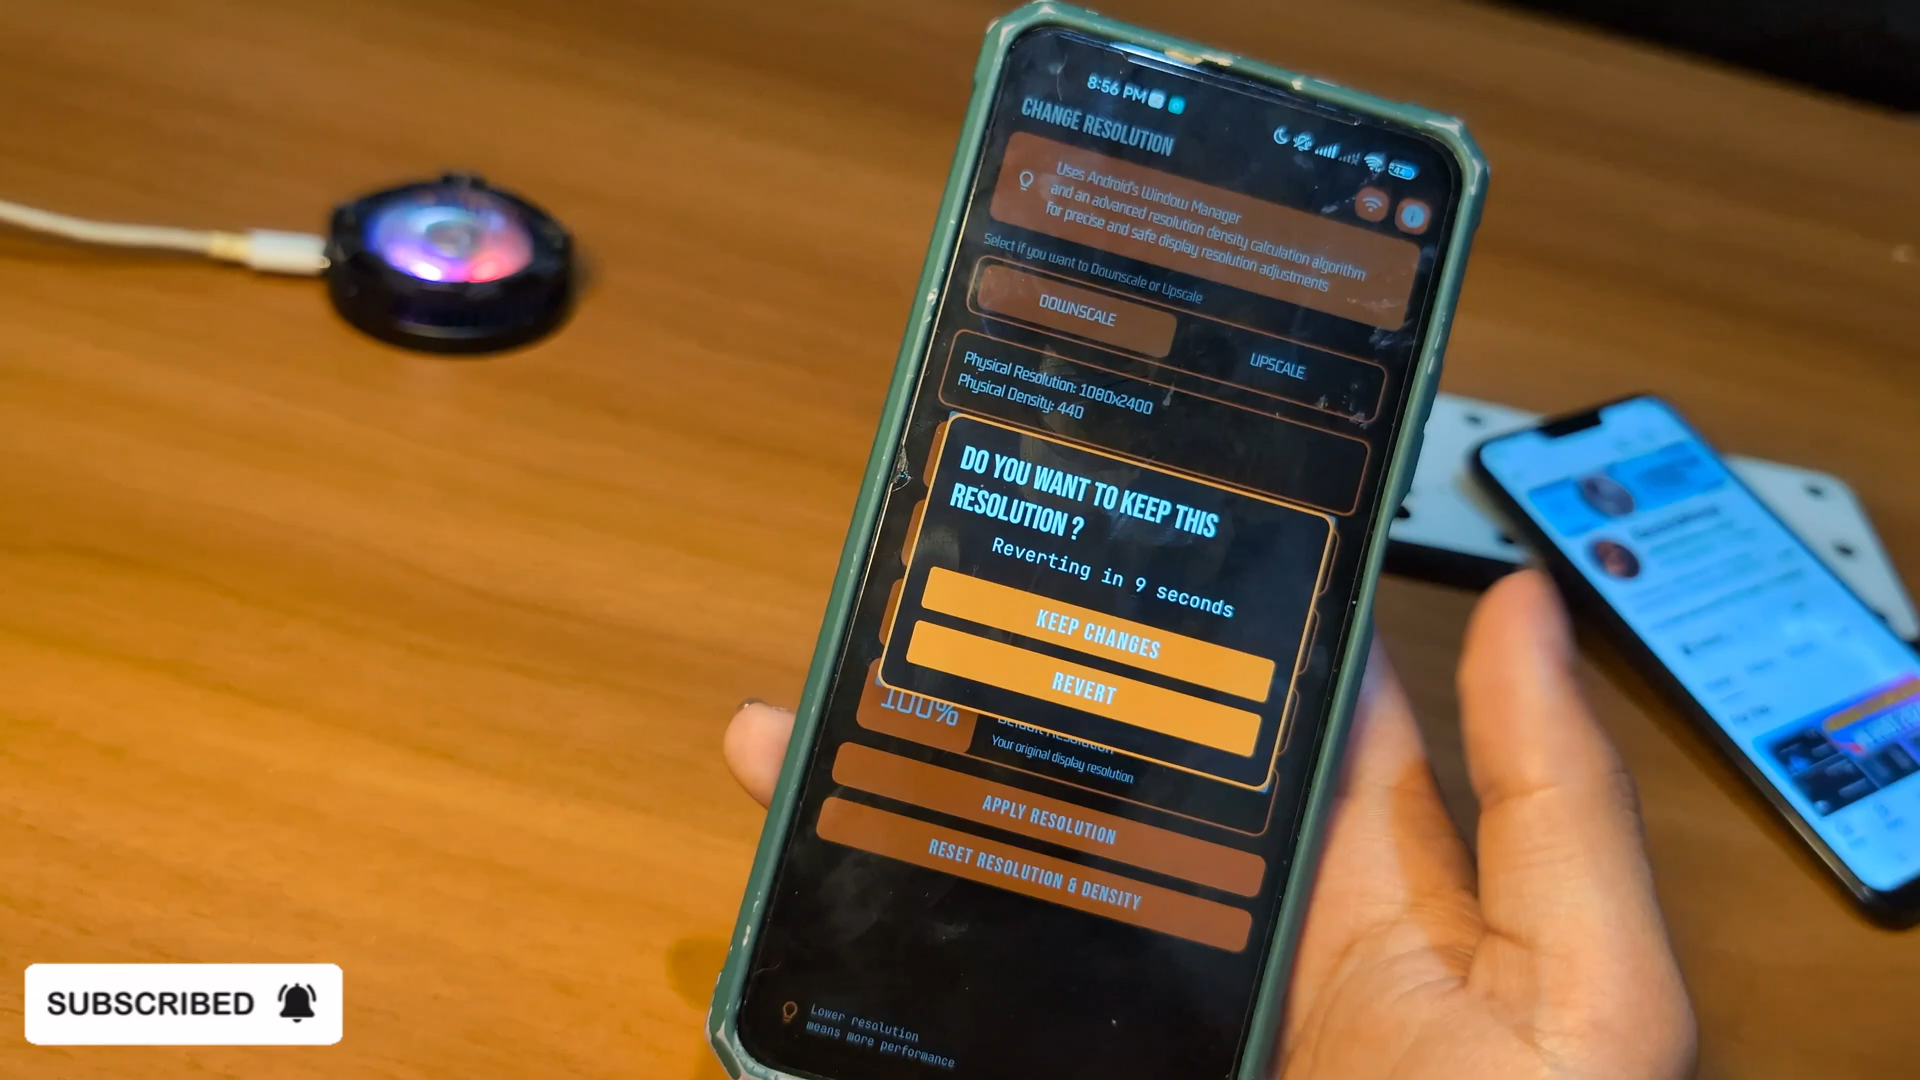 8:56 PM
44
CHANGE RESOLUTION
Uses Android's Window Manager
and an advanced resolution density calculation algorithm
for precise and safe display resolution adjustments
Select if you want to Downscale or Upscale
DOWNSCALE
UPSCALE
Physical Resolution: 1080x2400
Physical Density: 440
DO YOU WANT TO KEEP THIS
RESOLUTION ?
Reverting in 9 seconds
KEEP CHANGES
REVERT
100%
Default Resolution
Your original display resolution
APPLY RESOLUTION
RESET RESOLUTION & DENSITY
Lower resolution
means more performance
SUBSCRIBED